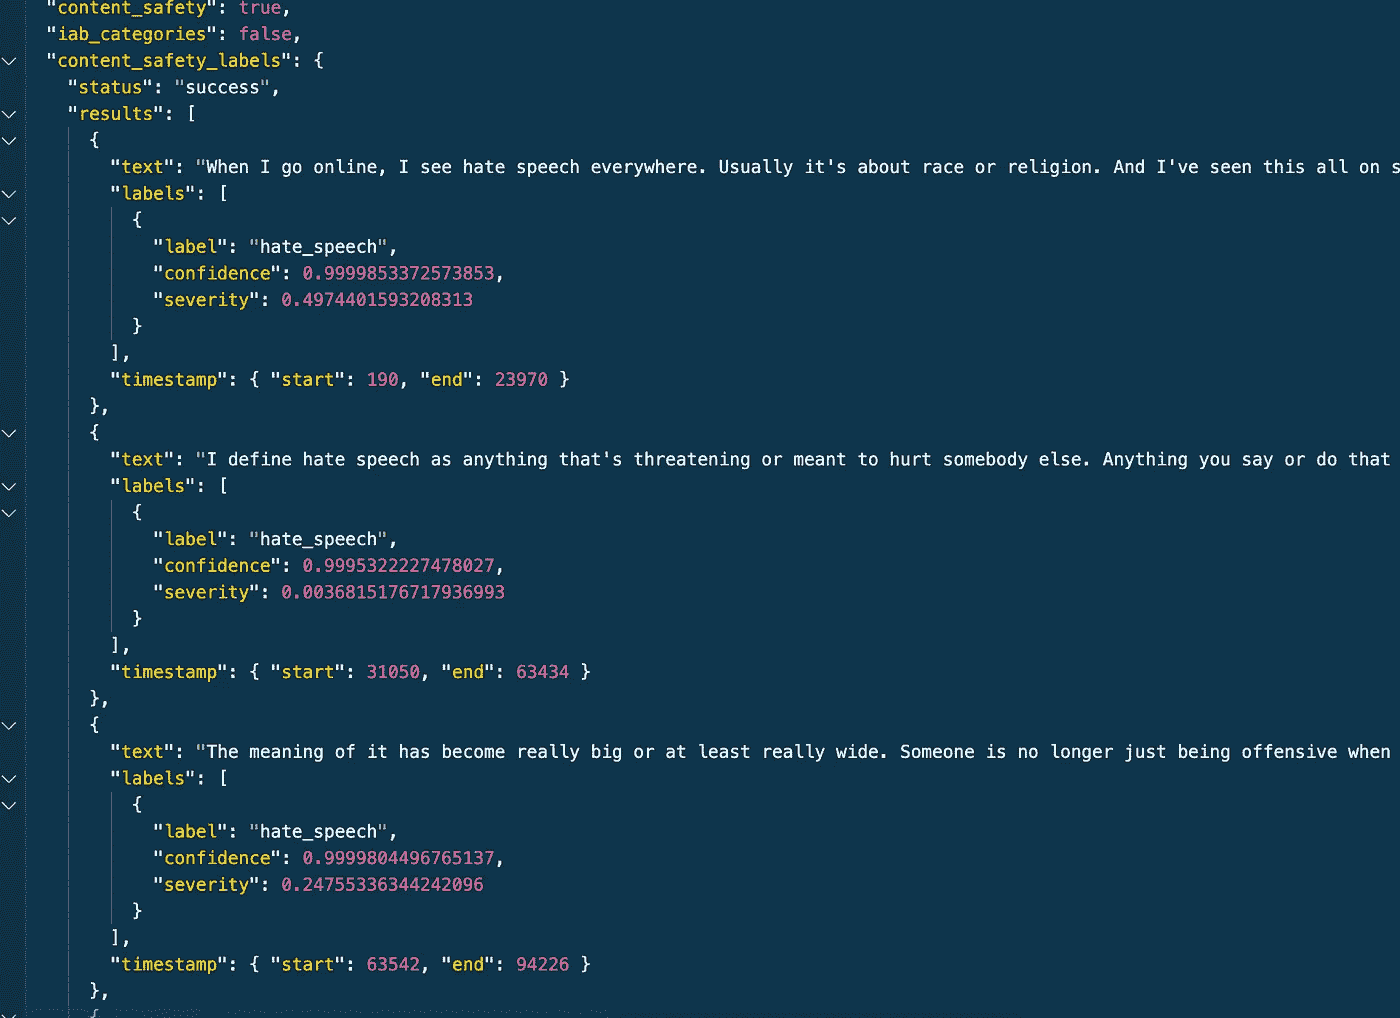 "content_safety": true,
"iab_categories": false,
"content_safety_labels": {
"status": "success",
"results": [
{
"text": "When I go online, I see hate speech everywhere. Usually it's about race or religion. And I've seen this all on s
"labels": [
{
"label": "hate_speech",
"confidence": 0.9999853372573853,
"severity": 0.4974401593208313
}
],
"timestamp": { "start": 190, "end": 23970 }
},
{
"text": "I define hate speech as anything that's threatening or meant to hurt somebody else. Anything you say or do that
"labels": [
{
"label": "hate_speech",
"confidence": 0.9995322227478027,
"severity": 0.0036815176717936993
}
],
"timestamp": { "start": 31050, "end": 63434 }
},
{
"text": "The meaning of it has become really big or at least really wide. Someone is no longer just being offensive when
"labels": [
{
"label": "hate_speech",
"confidence": 0.9999804496765137,
"severity": 0.24755336344242096
}
],
"timestamp": { "start": 63542, "end": 94226 }
},
{